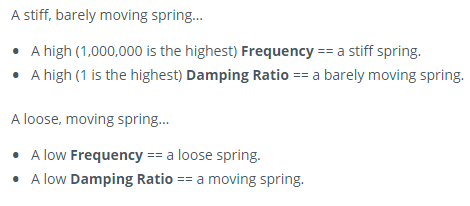 A stiff, barely moving spring...
• A high (1,000,000 is the highest) Frequency == a stiff spring.
• A high (1 is the highest) Damping Ratio == a barely moving spring.
A loose, moving spring...
• A low Frequency == a loose spring.
• A low Damping Ratio == a moving spring.